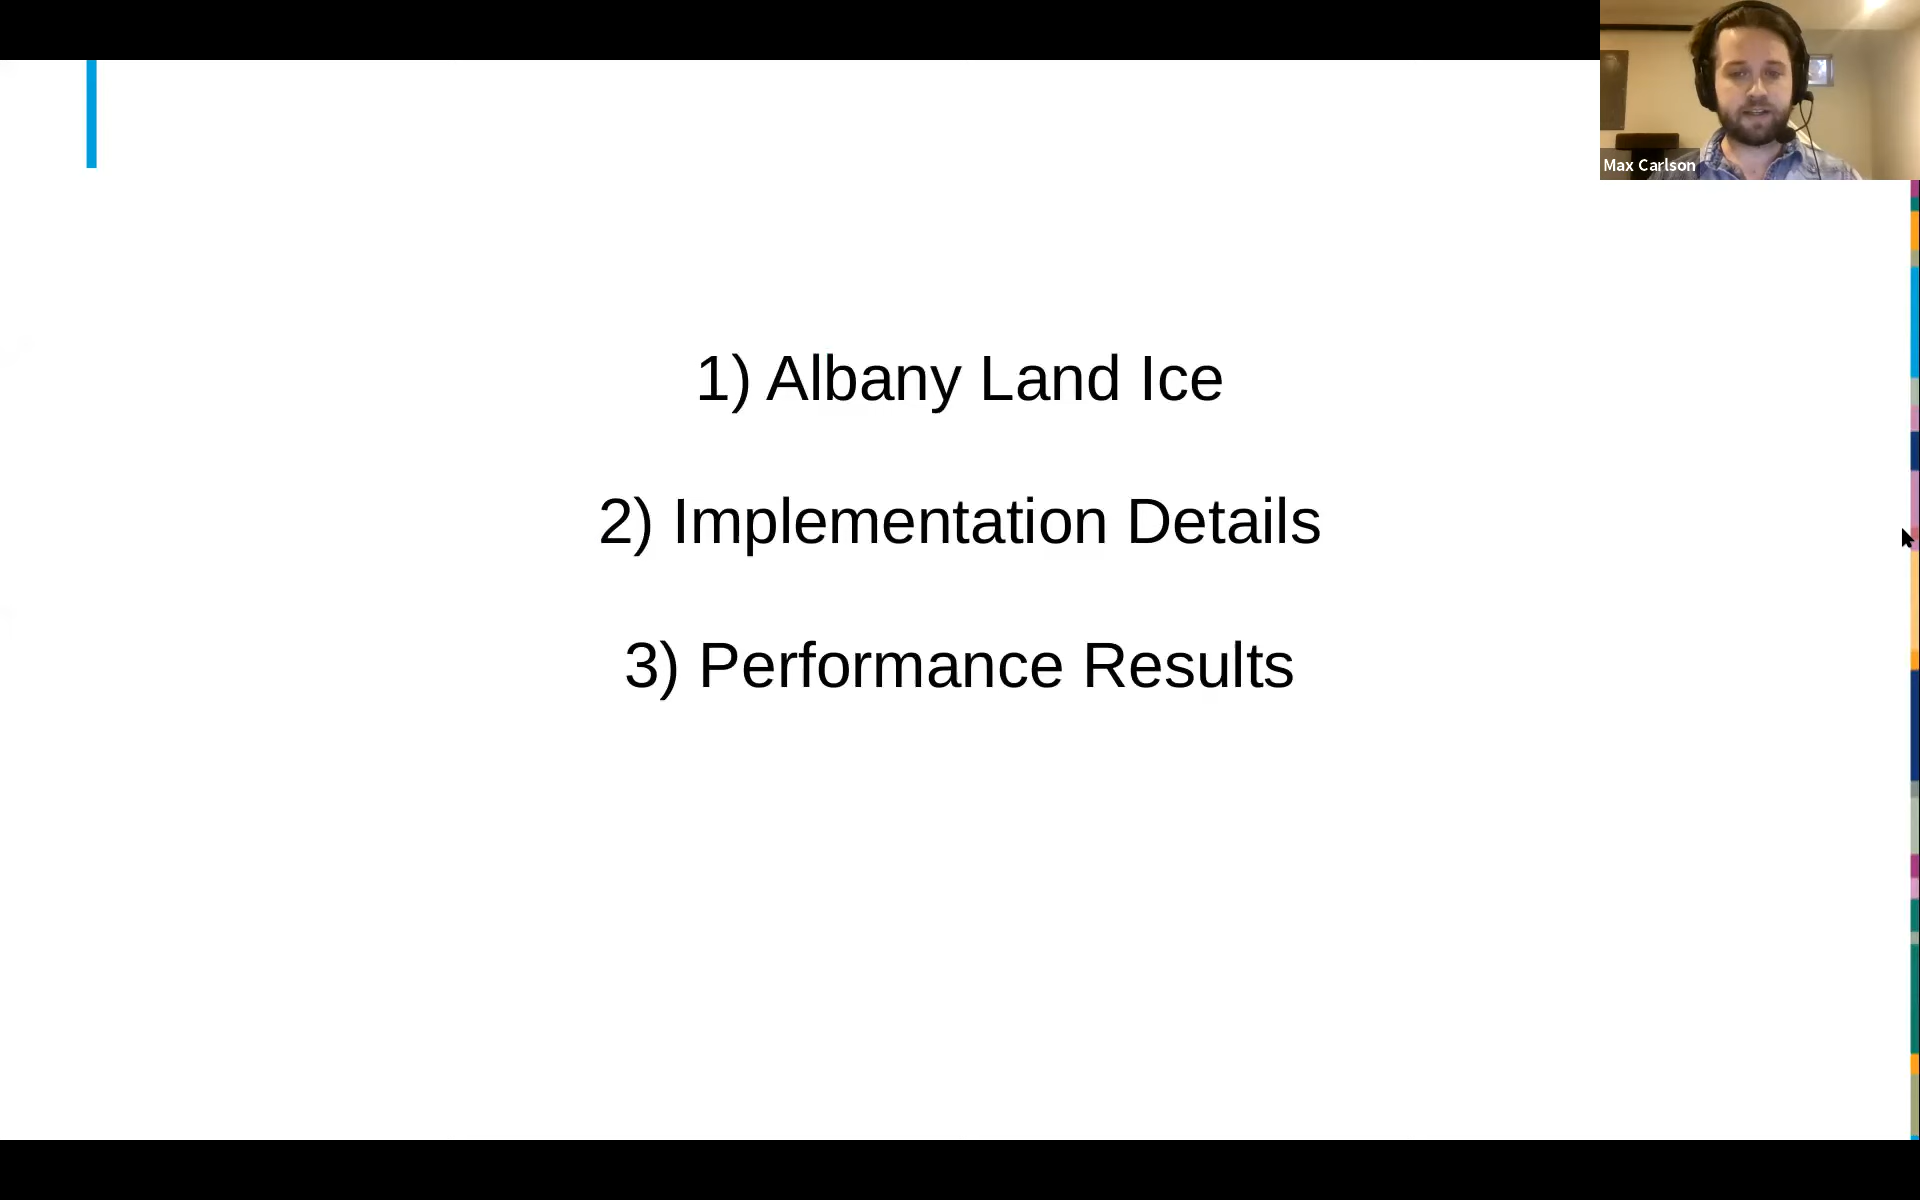 Max Carlson
1) Albany Land Ice
2) Implementation Details
3) Performance Results